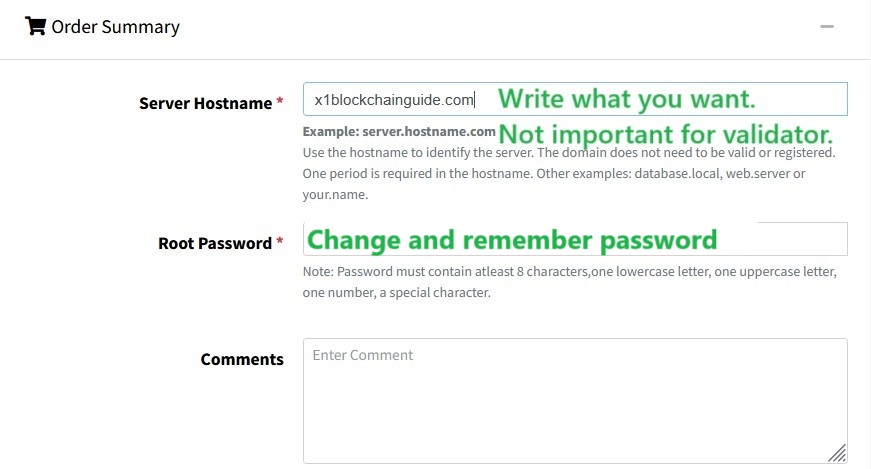 Order Summary
Server Hostname *
x1blockchainguide.com
Write what you want.
Example: server.hostname.com
Not important for validator.
Use the hostname to identify the server. The domain does not need to be valid or registered.
One period is required in the hostname. Other examples: database.local, web.server or
your.name.
Root Password *
Change and remember password
Note: Password must contain atleast 8 characters,one lowercase letter, one uppercase letter,
one number, a special character.
Comments
Enter Comment